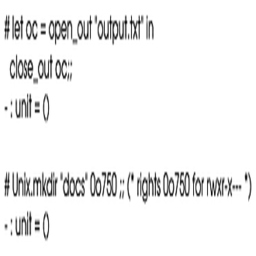 # let oc = open_out "output.txt" in
close_out oc;;
- : unit = ()
# Unix.mkdir "docs" 0o750 ;; (* rights 0o750 for rwxr-x--- *)
- : unit = ()